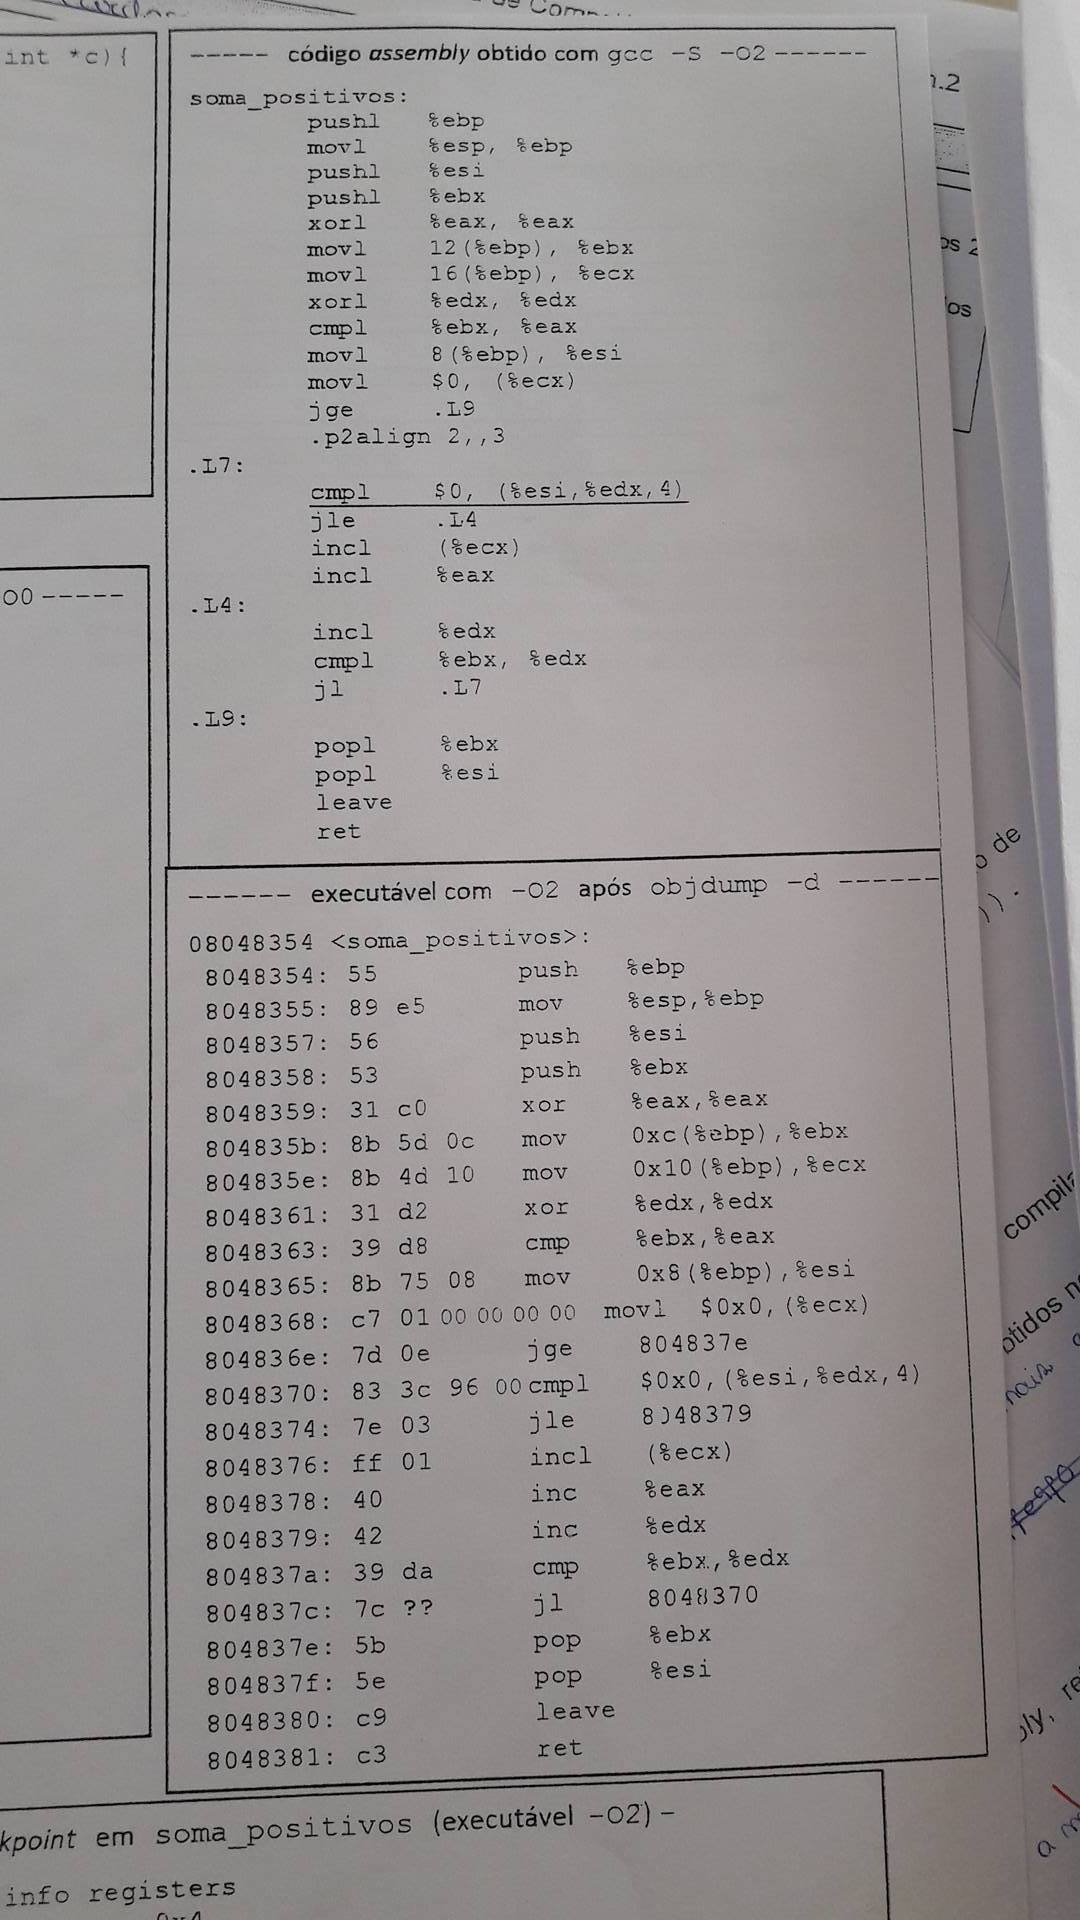 de Com
int *c){
----- código assembly obtido com gcc -S -O2 ------
soma_positivos:
pushl %ebp
movl %esp, %ebp
pushl %esi
pushl %ebx
xorl %eax, %eax
movl 12(%ebp), %ebx
movl 16(%ebp), %ecx
xorl %edx, %edx
cmpl %ebx, %eax
movl 8(%ebp), %esi
movl $0, (%ecx)
jge .L9
.p2align 2,,3
.L7:
cmpl $0, (%esi,%edx,4)
jle .L4
incl (%ecx)
incl %eax
.L4:
incl %edx
cmpl %ebx, %edx
jl .L7
.L9:
popl %ebx
popl %esi
leave
ret
O0 -----
------ executável com -O2 após objdump -d ------
08048354 <soma_positivos>:
8048354: 55 push %ebp
8048355: 89 e5 mov %esp,%ebp
8048357: 56 push %esi
8048358: 53 push %ebx
8048359: 31 c0 xor %eax,%eax
804835b: 8b 5d 0c mov 0xc(%ebp),%ebx
804835e: 8b 4d 10 mov 0x10(%ebp),%ecx
8048361: 31 d2 xor %edx,%edx
8048363: 39 d8 cmp %ebx,%eax
8048365: 8b 75 08 mov 0x8(%ebp),%esi
8048368: c7 01 00 00 00 00 movl $0x0,(%ecx)
804836e: 7d 0e jge 804837e
8048370: 83 3c 96 00 cmpl $0x0,(%esi,%edx,4)
8048374: 7e 03 jle 8048379
8048376: ff 01 incl (%ecx)
8048378: 40 inc %eax
8048379: 42 inc %edx
804837a: 39 da cmp %ebx,%edx
804837c: 7c ?? jl 8048370
804837e: 5b pop %ebx
804837f: 5e pop %esi
8048380: c9 leave
8048381: c3 ret
kpoint em soma_positivos (executável -O2) -
info registers
.2
os 2
os
o de
)).
compila
otidos n
mais
ly, re
a m